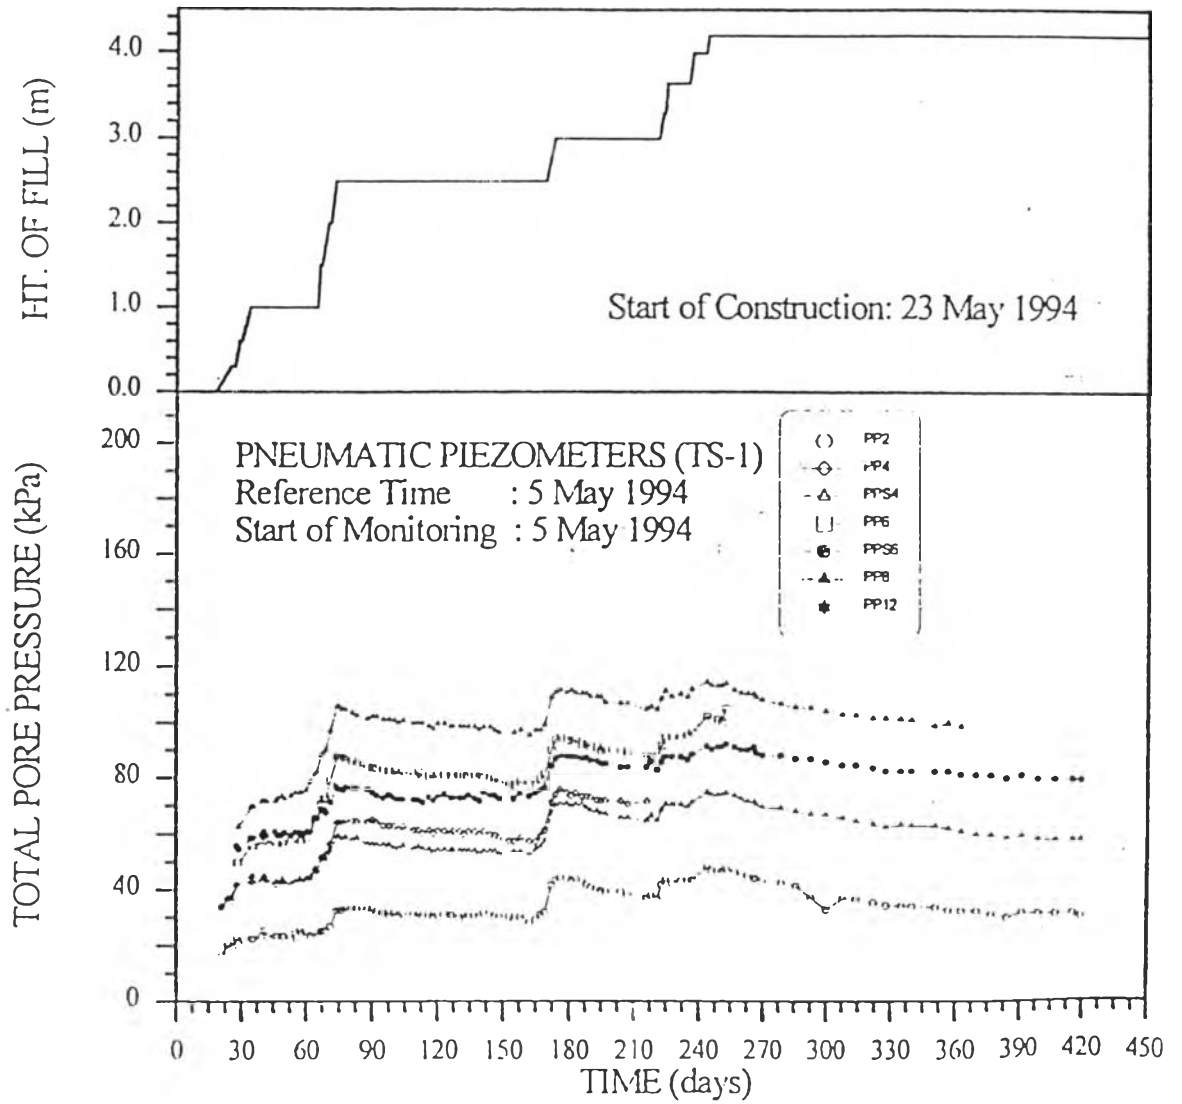 HT. OF FILL (m)
4.0
3.0
2.0
1.0
0.0
Start of Construction: 23 May 1994
TOTAL PORE PRESSURE (kPa)
200
160
120
80
40
0
PNEUMATIC PIEZOMETERS (TS-1)
Reference Time : 5 May 1994
Start of Monitoring : 5 May 1994
PP2
PP4
PPS4
PP6
PPS6
PP8
PP12
0 30 60 90 120 150 180 210 240 270 300 330 360 390 420 450
TIME (days)